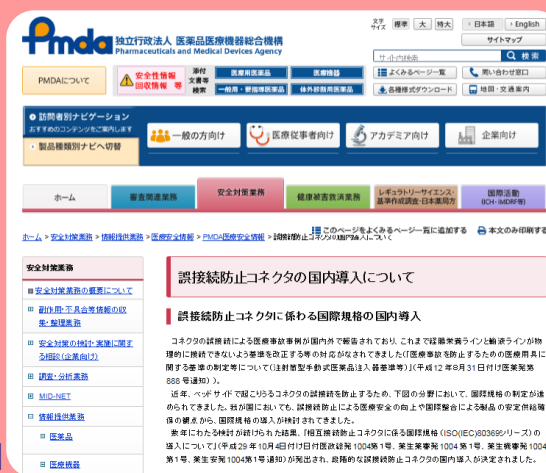 文字サイズ 標準 大 特大 日本語 English
Pmda 独立行政法人 医薬品医療機器総合機構
Pharmaceuticals and Medical Devices Agency
サイトマップ
サイト内検索 検索
PMDAについて
安全性情報 回収情報 等
添付文書等検索
医療用医薬品 医療機器
一般用・要指導医薬品 体外診断用医薬品
よくみるページ一覧 問い合わせ窓口
各種様式ダウンロード 地図・交通案内
訪問者別ナビゲーション
おすすめのコンテンツをご案内します
製品種類別ナビへ切替
一般の方向け 医療従事者向け アカデミア向け 企業向け
ホーム 審査関連業務 安全対策業務 健康被害救済業務 レギュラトリーサイエンス・基準作成調査・日本薬局方 国際活動(ICH・IMDRF等)
このページをよくみるページ一覧に追加する 本文のみ印刷する
ホーム > 安全対策業務 > 情報提供業務 > 医療安全情報 > PMDA医療安全情報 > 誤接続防止コネクタの国内導入について
安全対策業務
安全対策業務の概要について
副作用・不具合等情報の収集・整理業務
安全対策の検討・実施に関する相談(企業向け)
調査・分析業務
MID-NET
情報提供業務
医薬品
医療機器
誤接続防止コネクタの国内導入について
誤接続防止コネクタに係わる国際規格の国内導入
コネクタの誤接続による医療事故事例が国内外で報告されており、これまで経腸栄養ラインと輸液ラインが物
理的に接続できないよう基準を改正する等の対応がなされてきました(「医療事故を防止するための医療用具に
関する基準の制定等について(注射筒型手動式医薬品注入器基準等)」(平成12年8月31日付け医薬発第
888号通知))。
近年、ベッドサイドで起こりうるコネクタの誤接続を防止するため、下図の分野において、国際規格の制定が進
められてきました。我が国においても、誤接続防止による医療安全の向上や国際整合による製品の安定供給確
保の観点から、国際規格の導入が検討されてきました。
数年にわたる検討が続けられた結果、「相互接続防止コネクタに係る国際規格(ISO(IEC)80369シリーズ)の
導入について」(平成29年10月4日付け医政総発1004第1号、薬生薬審発1004第1号、薬生機審発1004
第1号、薬生安発1004第1号通知)が発出され、段階的な誤接続防止コネクタの国内導入が決定されました。